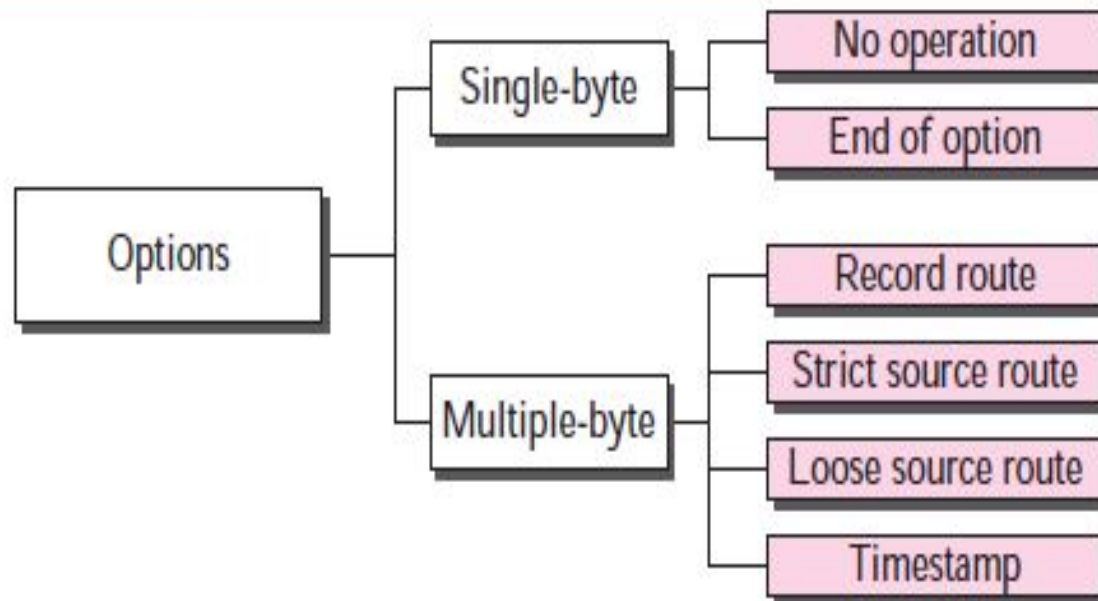 Options
Single-byte
No operation
End of option
Multiple-byte
Record route
Strict source route
Loose source route
Timestamp